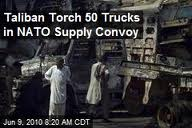 Taliban Torch 50 Trucks
in NATO Supply Convoy
Jun 9, 2010 8:20 AM CDT